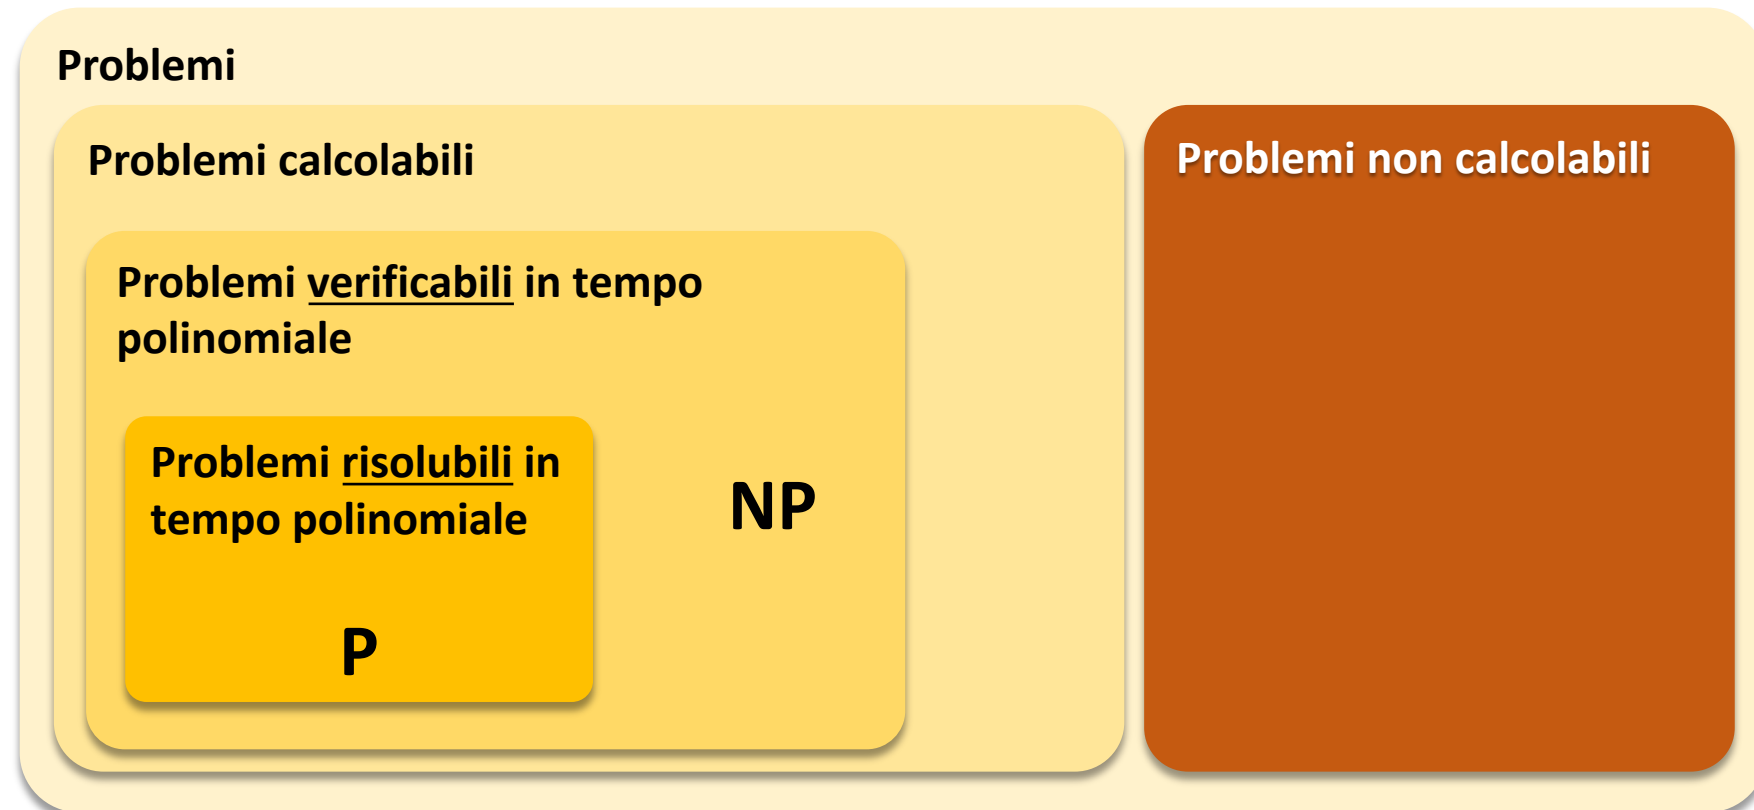 Problemi
Problemi calcolabili
Problemi non calcolabili
Problemi verificabili in tempo
polinomiale
Problemi risolubili in
tempo polinomiale
NP
P